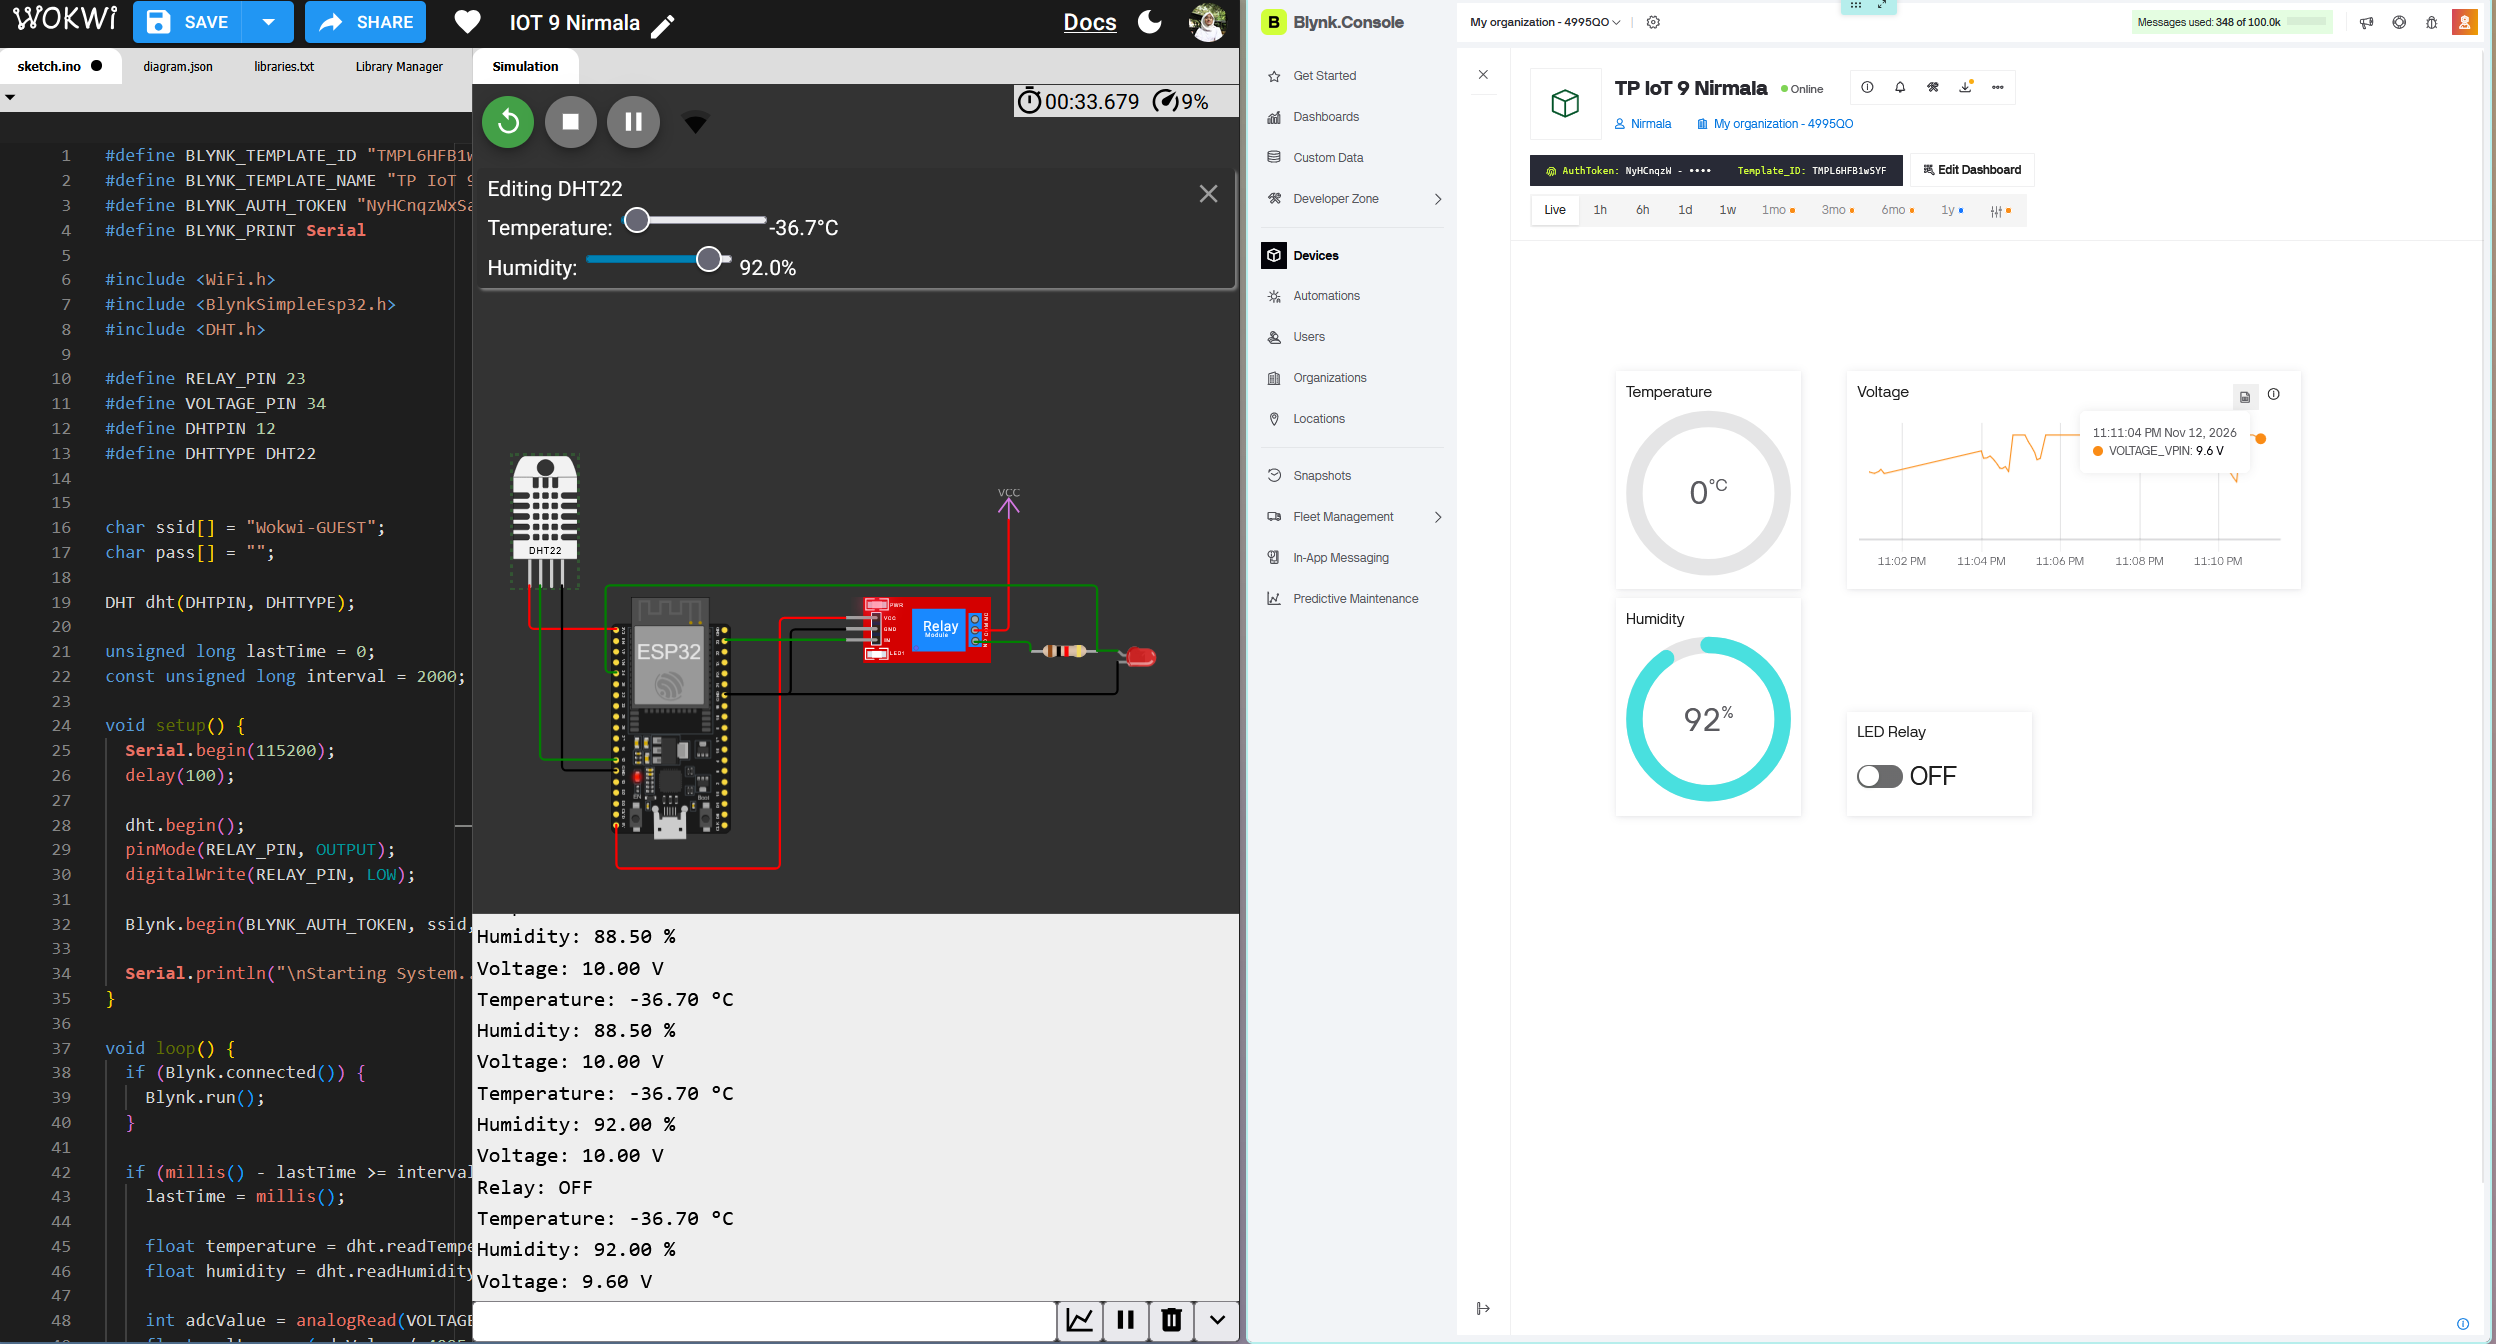 WOKWI
SAVE
SHARE
IOT 9 Nirmala
Docs
sketch.ino
diagram.json
libraries.txt
Library Manager
Simulation
00:33.679
9%
1 #define BLYNK_TEMPLATE_ID "TMPL6HFB1w
2 #define BLYNK_TEMPLATE_NAME "TP IoT 9
3 #define BLYNK_AUTH_TOKEN "NyHCnqzWxSa
4 #define BLYNK_PRINT Serial
5
6 #include <WiFi.h>
7 #include <BlynkSimpleEsp32.h>
8 #include <DHT.h>
9
10 #define RELAY_PIN 23
11 #define VOLTAGE_PIN 34
12 #define DHTPIN 12
13 #define DHTTYPE DHT22
14
15
16 char ssid[] = "Wokwi-GUEST";
17 char pass[] = "";
18
19 DHT dht(DHTPIN, DHTTYPE);
20
21 unsigned long lastTime = 0;
22 const unsigned long interval = 2000;
23
24 void setup() {
25 Serial.begin(115200);
26 delay(100);
27
28 dht.begin();
29 pinMode(RELAY_PIN, OUTPUT);
30 digitalWrite(RELAY_PIN, LOW);
31
32 Blynk.begin(BLYNK_AUTH_TOKEN, ssid,
33
34 Serial.println("\nStarting System..
35 }
36
37 void loop() {
38 if (Blynk.connected()) {
39 Blynk.run();
40 }
41
42 if (millis() - lastTime >= interval
43 lastTime = millis();
44
45 float temperature = dht.readTempe
46 float humidity = dht.readHumidity
47
48 int adcValue = analogRead(VOLTAGE
Editing DHT22
Temperature: -36.7°C
Humidity: 92.0%
DHT22
VCC
ESP32
PWR
VCC
GND
IN
LED1
Relay
Module
Humidity: 88.50 %
Voltage: 10.00 V
Temperature: -36.70 °C
Humidity: 88.50 %
Voltage: 10.00 V
Temperature: -36.70 °C
Humidity: 92.00 %
Voltage: 10.00 V
Relay: OFF
Temperature: -36.70 °C
Humidity: 92.00 %
Voltage: 9.60 V
B Blynk.Console
My organization - 4995QO
Messages used: 348 of 100.0k
Get Started
Dashboards
Custom Data
Developer Zone
Devices
Automations
Users
Organizations
Locations
Snapshots
Fleet Management
In-App Messaging
Predictive Maintenance
TP IoT 9 Nirmala
Online
Nirmala
My organization - 4995QO
AuthToken: NyHCnqzW - •••• Template_ID: TMPL6HFB1wSYF
Edit Dashboard
Live 1h 6h 1d 1w 1mo 3mo 6mo 1y
Temperature
0°C
Voltage
11:11:04 PM Nov 12, 2026
VOLTAGE_VPIN: 9.6 V
11:02 PM 11:04 PM 11:06 PM 11:08 PM 11:10 PM
Humidity
92%
LED Relay
OFF